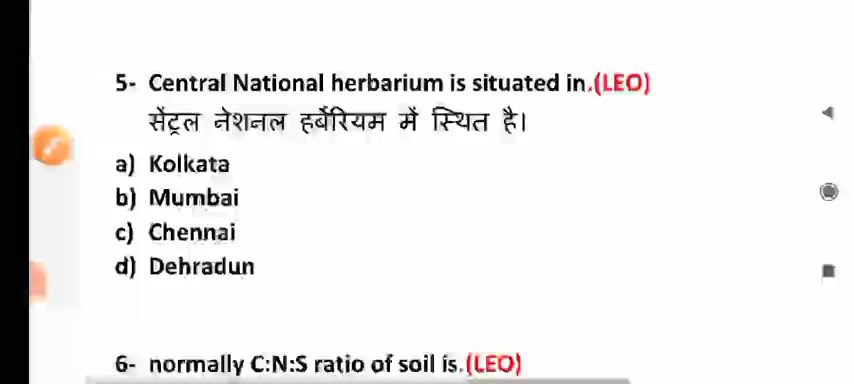 5- Central National herbarium is situated in.(LEO)
सेंट्रल नेशनल हर्बेरियम में स्थित है।
a) Kolkata
b) Mumbai
c) Chennai
d) Dehradun
6- normally C:N:S ratio of soil is.(LEO)